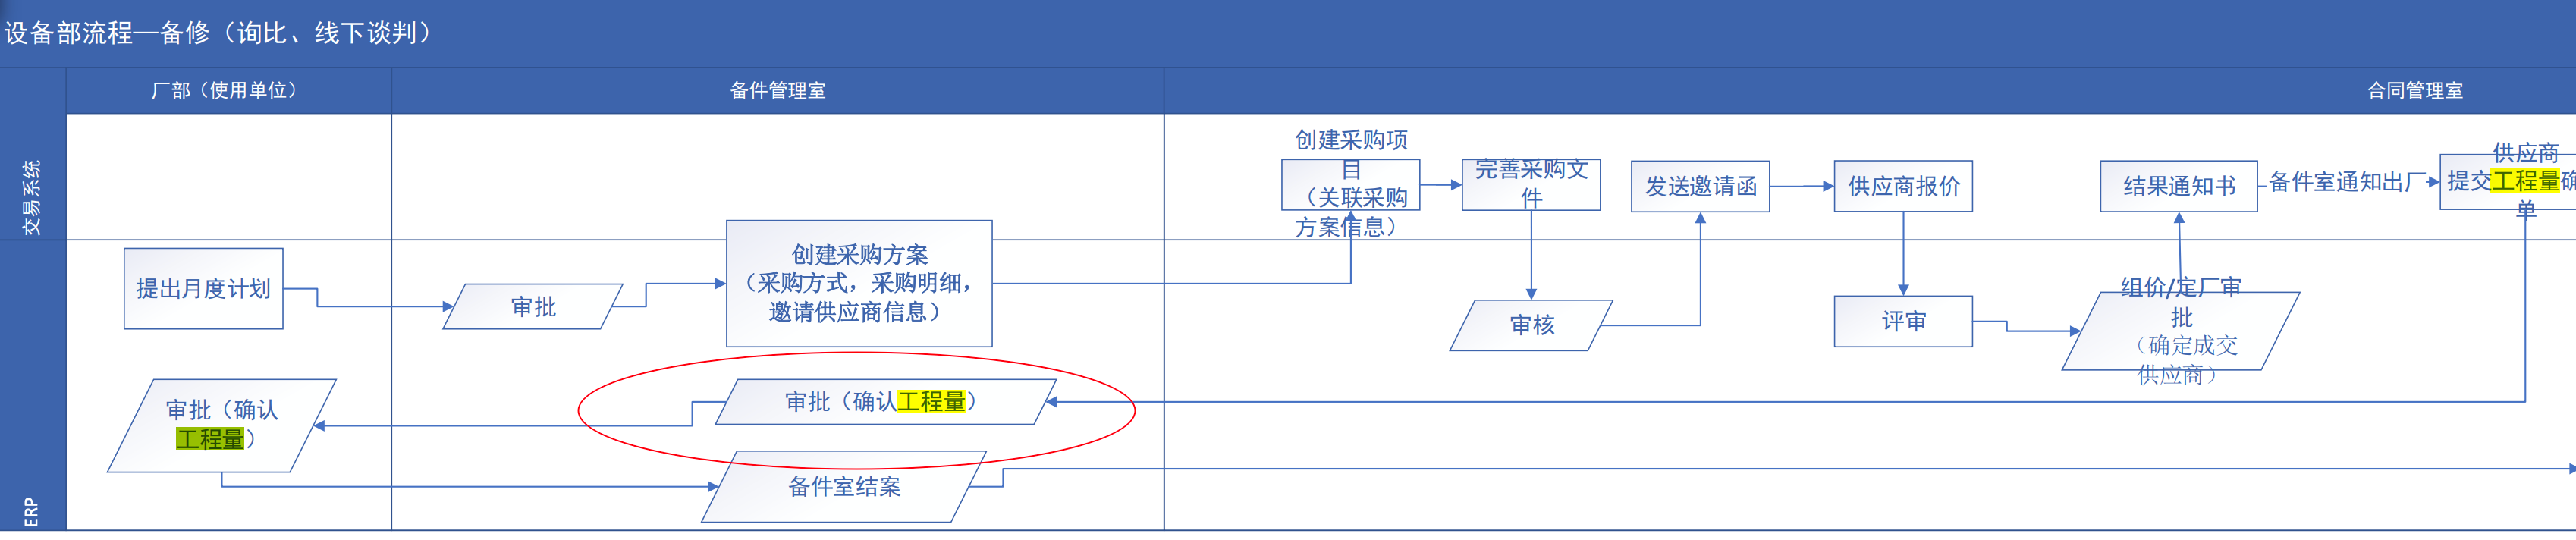 设备部流程—备修（询比、线下谈判）
厂部（使用单位）
备件管理室
合同管理室
交易系统
创建采购项
目
（关联采购
方案信息）
完善采购文
件
发送邀请函
供应商报价
结果通知书
备件室通知出厂
供应商
提交工程量确
单
提出月度计划
审批
创建采购方案
（采购方式，采购明细，
邀请供应商信息）
审核
评审
组价/定厂审
批
（确定成交
供应商）
ERP
审批（确认
工程量）
审批（确认工程量）
备件室结案